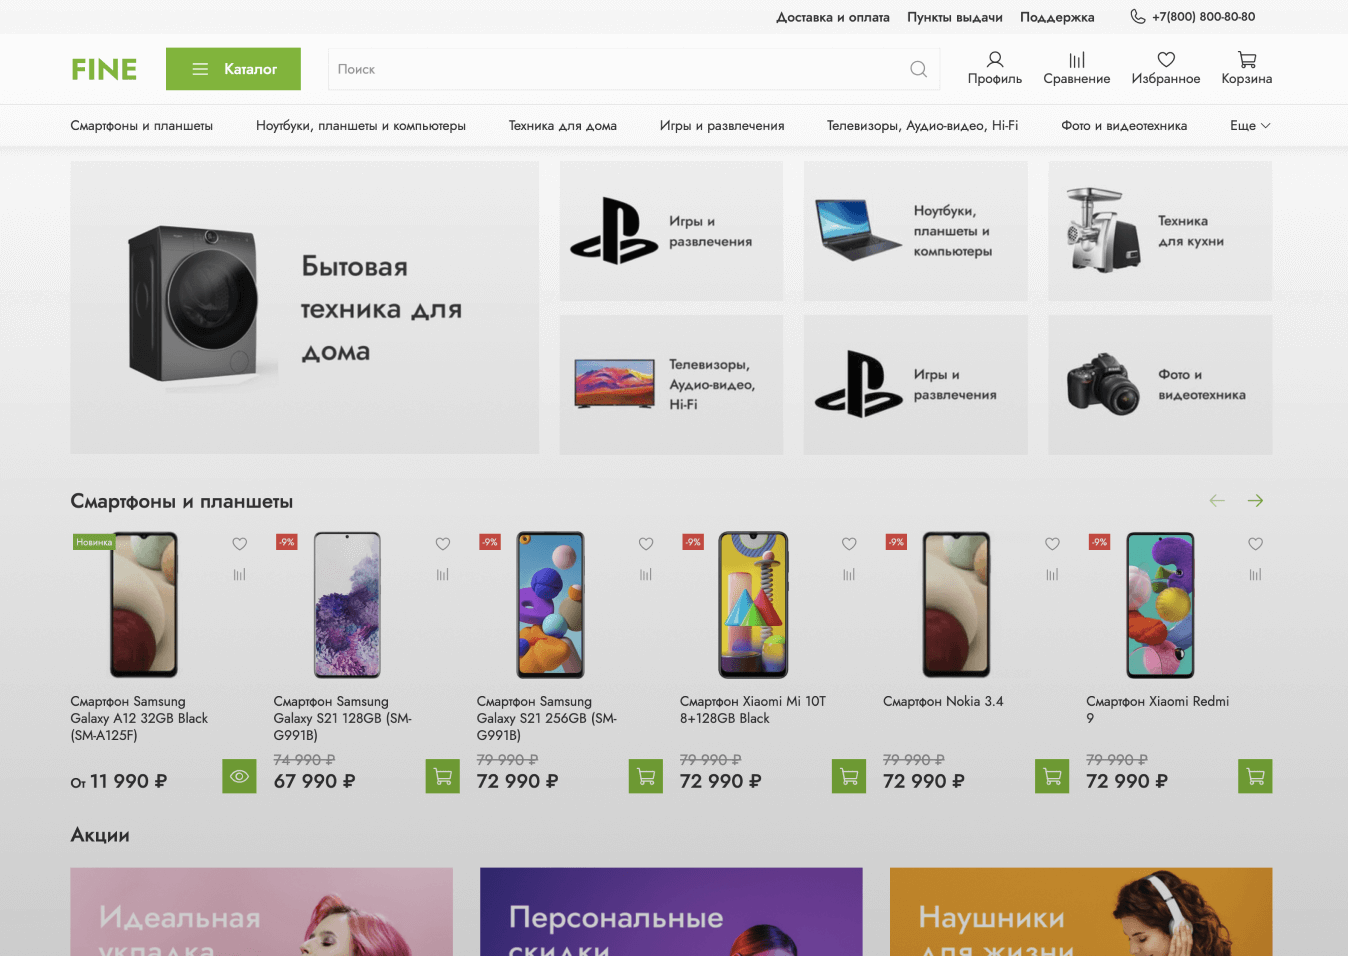 Доставка и оплата Пункты выдачи Поддержка +7(800) 800-80-80
FINE Каталог Поиск Профиль Сравнение Избранное Корзина
Смартфоны и планшеты Ноутбуки, планшеты и компьютеры Техника для дома Игры и развлечения Телевизоры, Аудио-видео, Hi-Fi Фото и видеотехника Еще
Бытовая
техника для
дома
Игры и
развлечения
Ноутбуки,
планшеты и
компьютеры
Техника
для кухни
Телевизоры,
Аудио-видео,
Hi-Fi
Игры и
развлечения
Фото и
видеотехника
Смартфоны и планшеты
Новинка
Смартфон Samsung
Galaxy A12 32GB Black
(SM-A125F)
От 11 990 ₽
-9%
Смартфон Samsung
Galaxy S21 128GB (SM-
G991B)
74 990 ₽
67 990 ₽
-9%
Смартфон Samsung
Galaxy S21 256GB (SM-
G991B)
79 990 ₽
72 990 ₽
-9%
Смартфон Xiaomi Mi 10T
8+128GB Black
79 990 ₽
72 990 ₽
-9%
Смартфон Nokia 3.4
79 990 ₽
72 990 ₽
-9%
Смартфон Xiaomi Redmi
9
79 990 ₽
72 990 ₽
Акции
Идеальная
укладка
Персональные
скидки
Наушники
для жизни